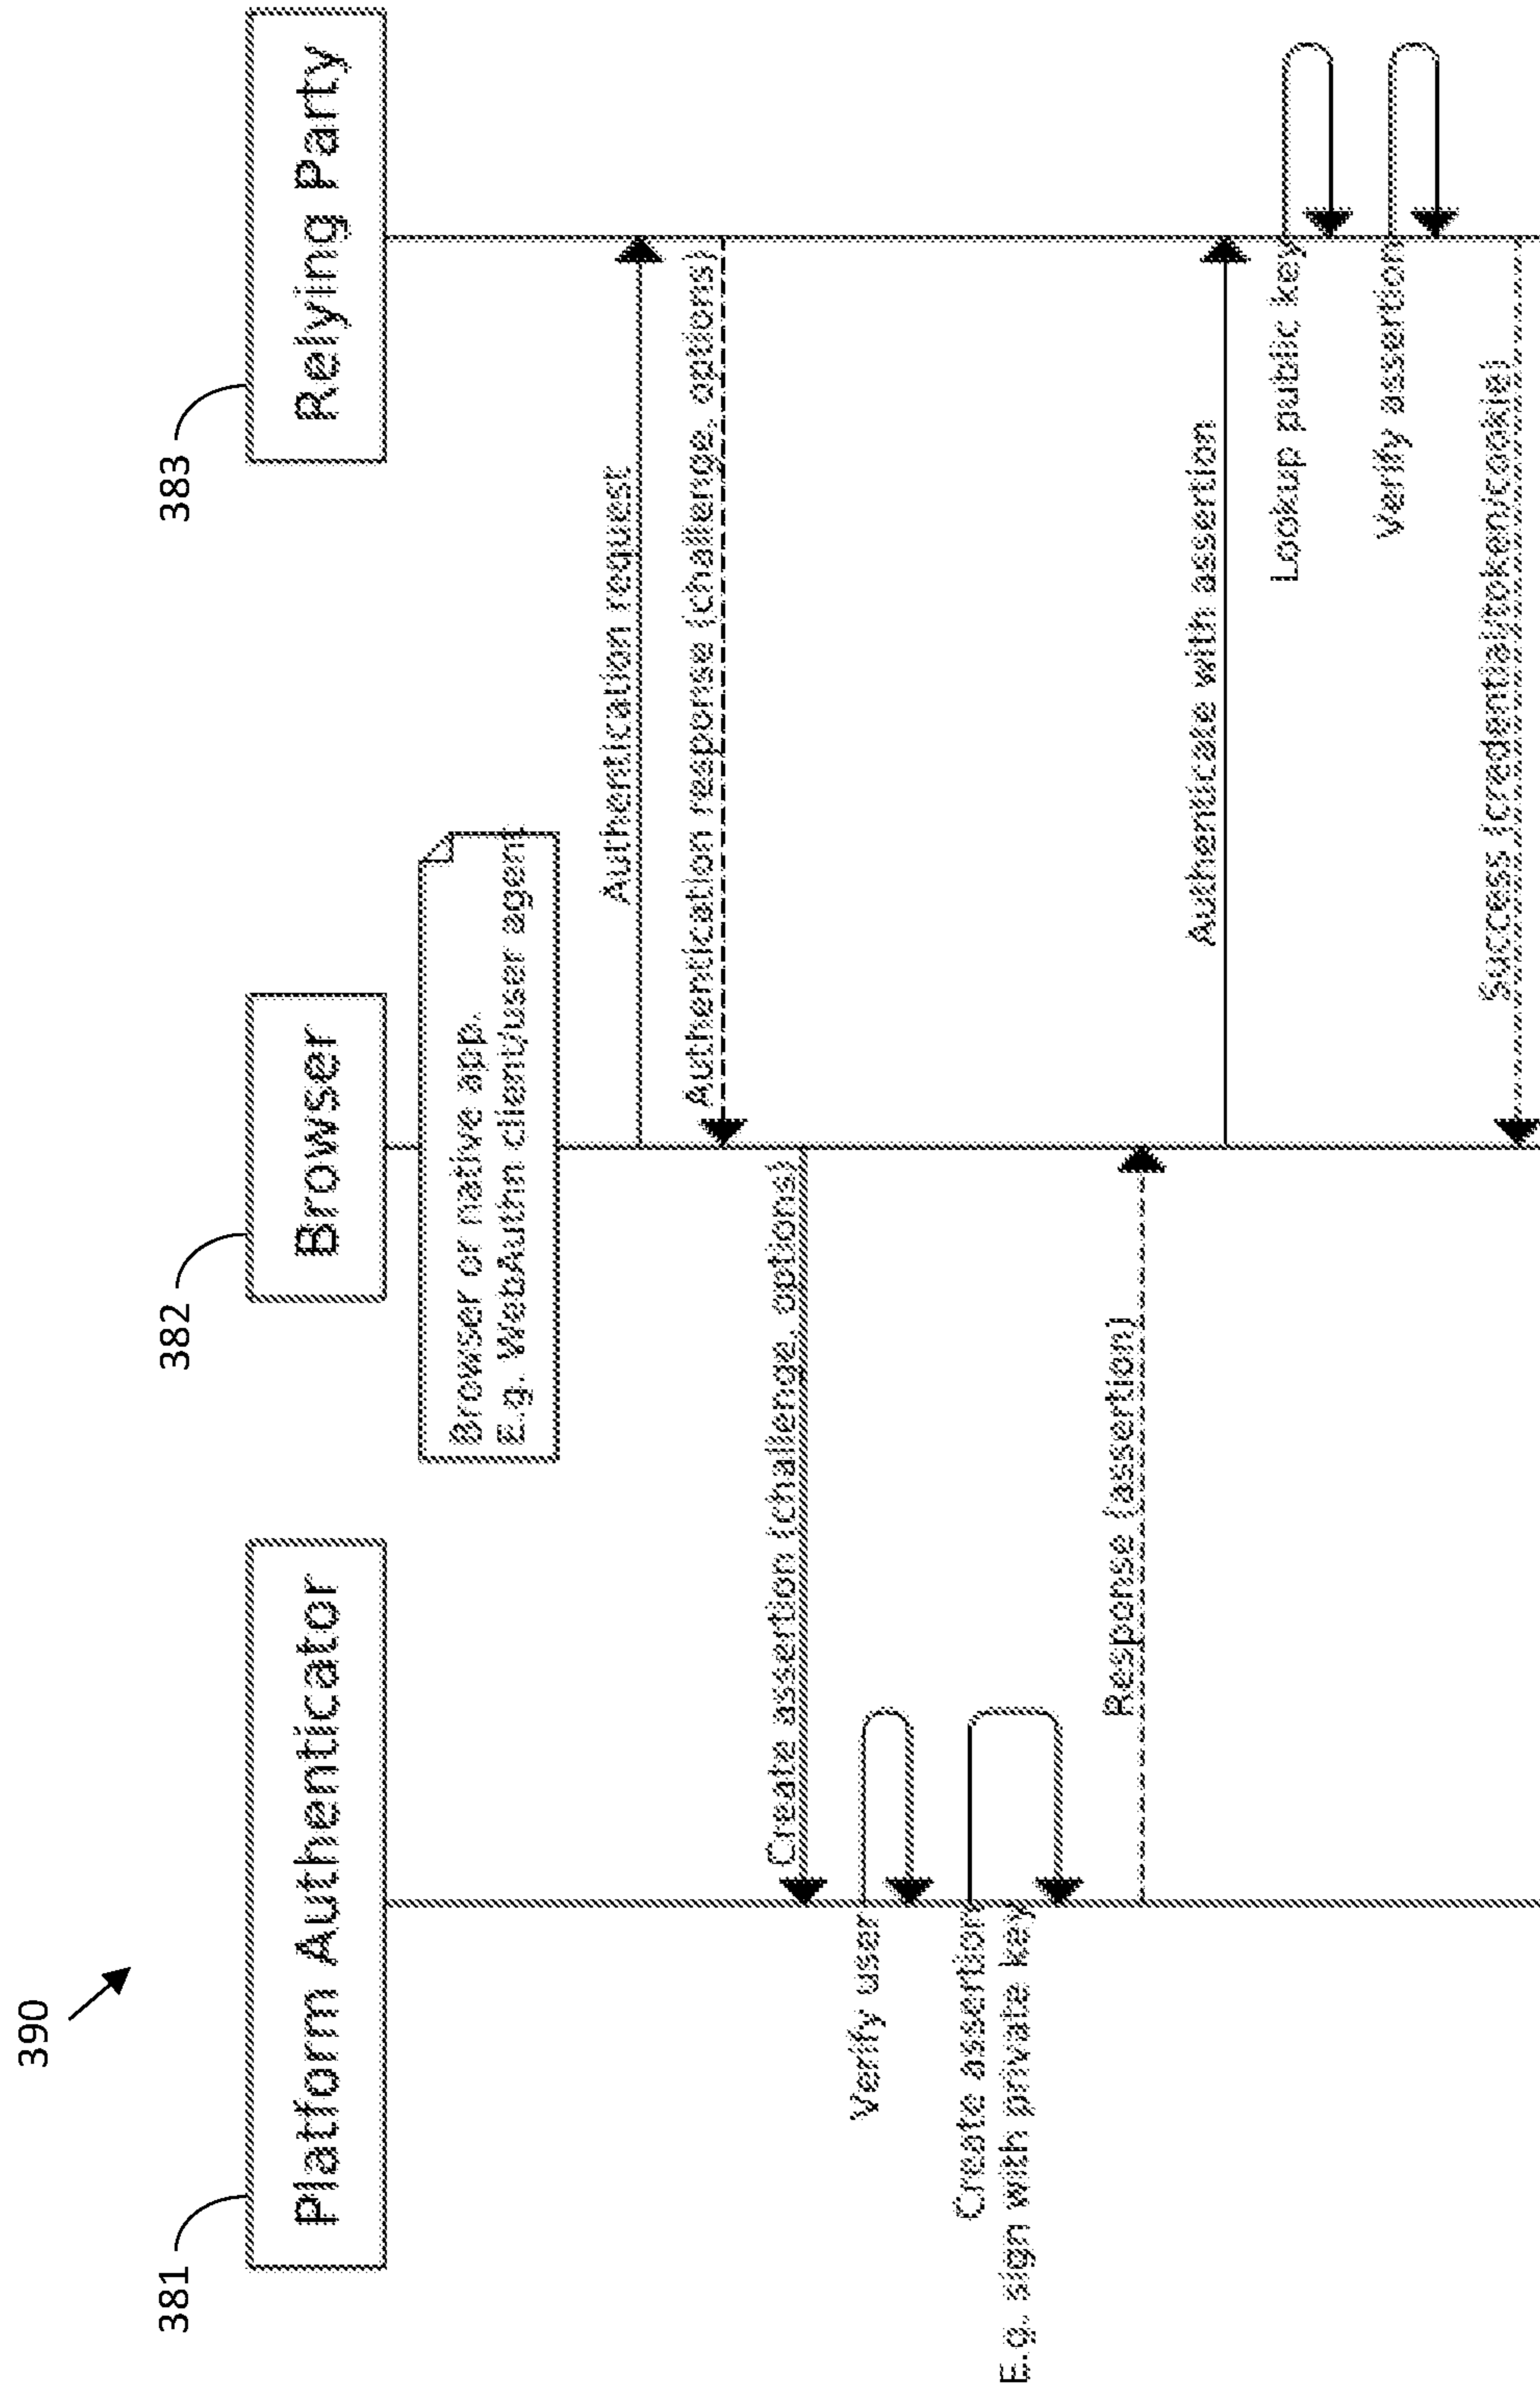 390
381
382
383
Platform Authenticator
Browser
Relying Party
Browser or native app.
E.g. WebAuthn client/user agent
Authentication request
Authentication response (challenge, options)
Create assertion (challenge, options)
Verify user
Create assertion
E.g. sign with private key
Response (assertion)
Authenticate with assertion
Lookup public key
Verify assertion
Success (credential/token/cookie)